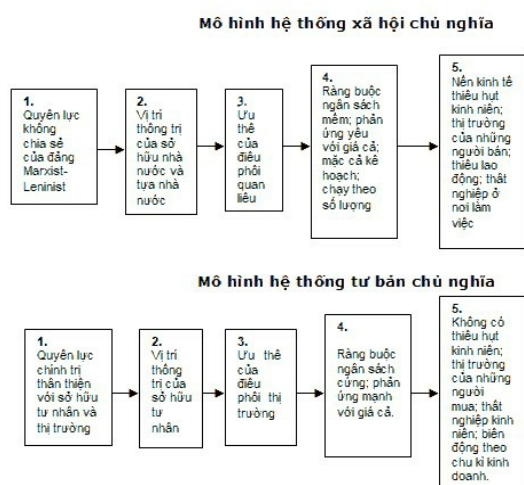 Mô hình hệ thống xã hội chủ nghĩa
1.
Quyền lực
không
chia sẻ
của đảng
Marxist-
Leninist
2.
Vị trí
thống trị
của sở
hữu nhà
nước và
tựa nhà
nước
3.
Ưu
thế
của
điều
phối
quan
liêu
4.
Ràng buộc
ngân sách
mềm; phản
ứng yếu
với giá cả;
mặc cả kế
hoạch;
chạy theo
số lượng
5.
Nền kinh tế
thiếu hụt
kinh niên;
thị trường
của những
người bán;
thiếu lao
động; thất
nghiệp ở
nơi làm
việc
Mô hình hệ thống tư bản chủ nghĩa
1.
Quyền lực
chính trị
thân thiện
với sở hữu
tư nhân và
thị trường
2.
Vị trí
thống
trị của
sở hữu
tư
nhân
3.
Ưu thế
của
điều
phối thị
trường
4.
Ràng buộc
ngân sách
cứng; phản
ứng mạnh
với giá cả.
5.
Không có
thiếu hụt
kinh niên;
thị trường
của những
người
mua; thất
nghiệp kinh
niên; biến
động theo
chu kì kinh
doanh.